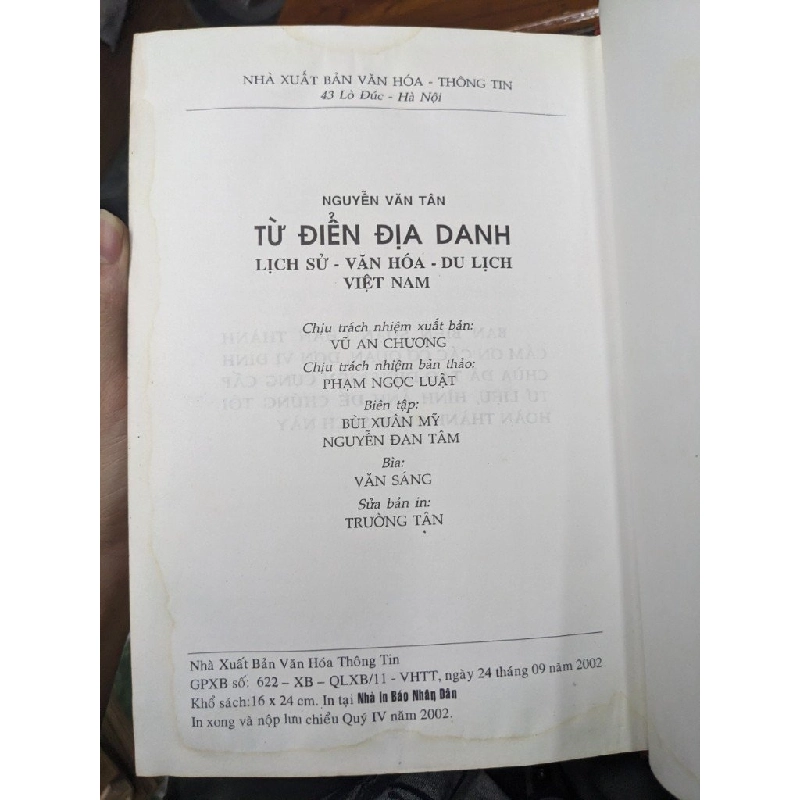 NHÀ XUẤT BẢN VĂN HÓA - THÔNG TIN
43 Lò Đúc - Hà Nội
NGUYỄN VĂN TÂN
TỪ ĐIỂN ĐỊA DANH
LỊCH SỬ - VĂN HÓA - DU LỊCH
VIỆT NAM
Chịu trách nhiệm xuất bản:
VŨ AN CHƯƠNG
Chịu trách nhiệm bản thảo:
PHẠM NGỌC LUẬT
Biên tập:
BÙI XUÂN MỸ
NGUYỄN ĐAN TÂM
Bìa:
VĂN SÁNG
Sửa bản in:
TRƯỜNG TÂN
Nhà Xuất Bản Văn Hóa Thông Tin
GPXB số: 622 – XB – QLXB/11 - VHTT, ngày 24 tháng 09 năm 2002
Khổ sách:16 x 24 cm. In tại Nhà In Báo Nhân Dân
In xong và nộp lưu chiểu Quý IV năm 2002.